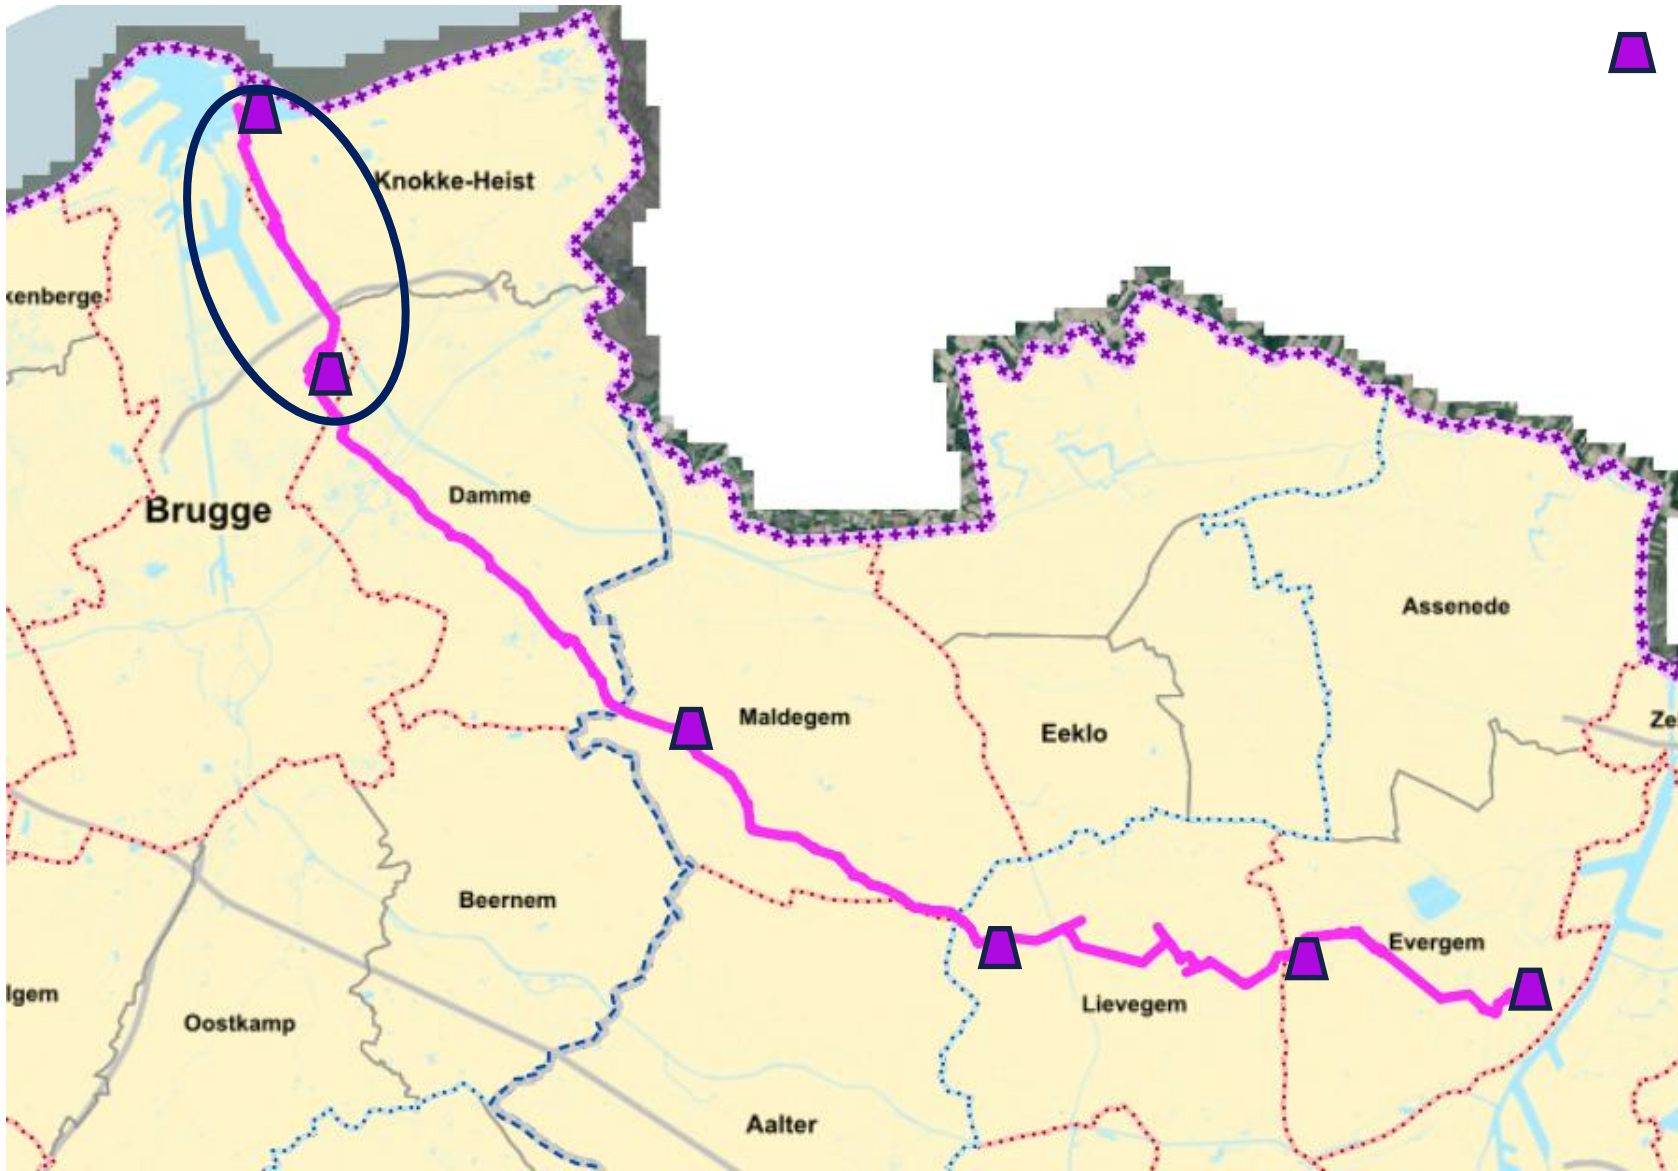 Knokke-Heist
kenberge
Damme
Brugge
Assenede
Maldegem
Eeklo
Ze
Beernem
Evergem
lgem
Lievegem
Oostkamp
Aalter